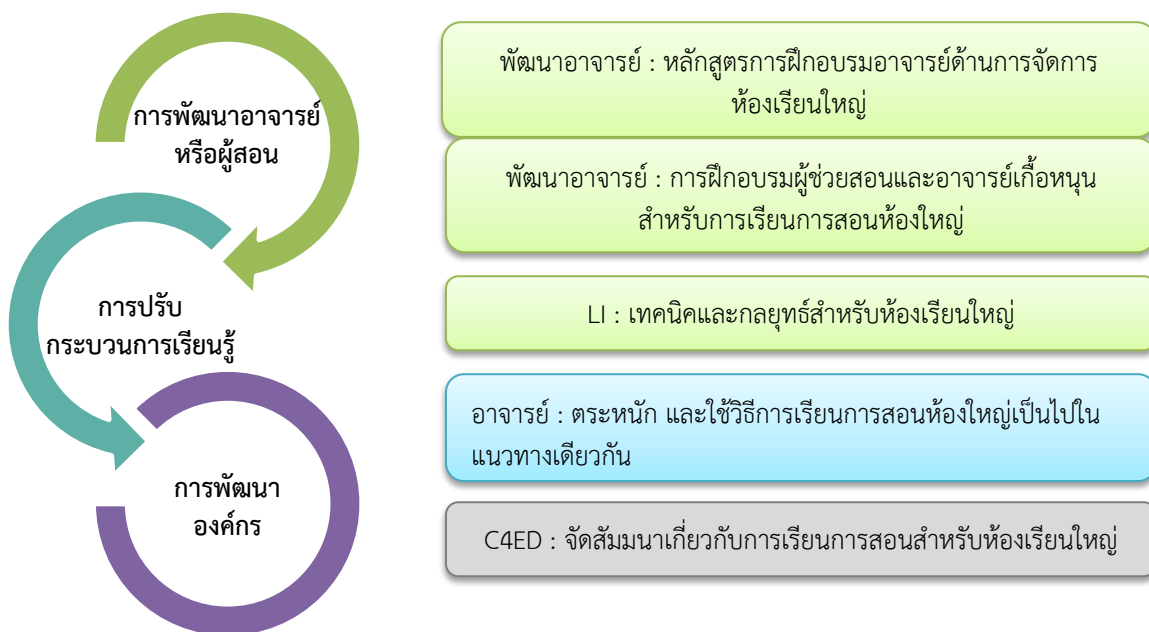 การพัฒนาอาจารย์
หรือผู้สอน
การปรับ
กระบวนการเรียนรู้
การพัฒนา
องค์กร
พัฒนาอาจารย์ : หลักสูตรการฝึกอบรมอาจารย์ด้านการจัดการ
ห้องเรียนใหญ่
พัฒนาอาจารย์ : การฝึกอบรมผู้ช่วยสอนและอาจารย์เกื้อหนุน
สำหรับการเรียนการสอนห้องใหญ่
LI : เทคนิคและกลยุทธ์สำหรับห้องเรียนใหญ่
อาจารย์ : ตระหนัก และใช้วิธีการเรียนการสอนห้องใหญ่เป็นไปใน
แนวทางเดียวกัน
C4ED : จัดสัมมนาเกี่ยวกับการเรียนการสอนสำหรับห้องเรียนใหญ่